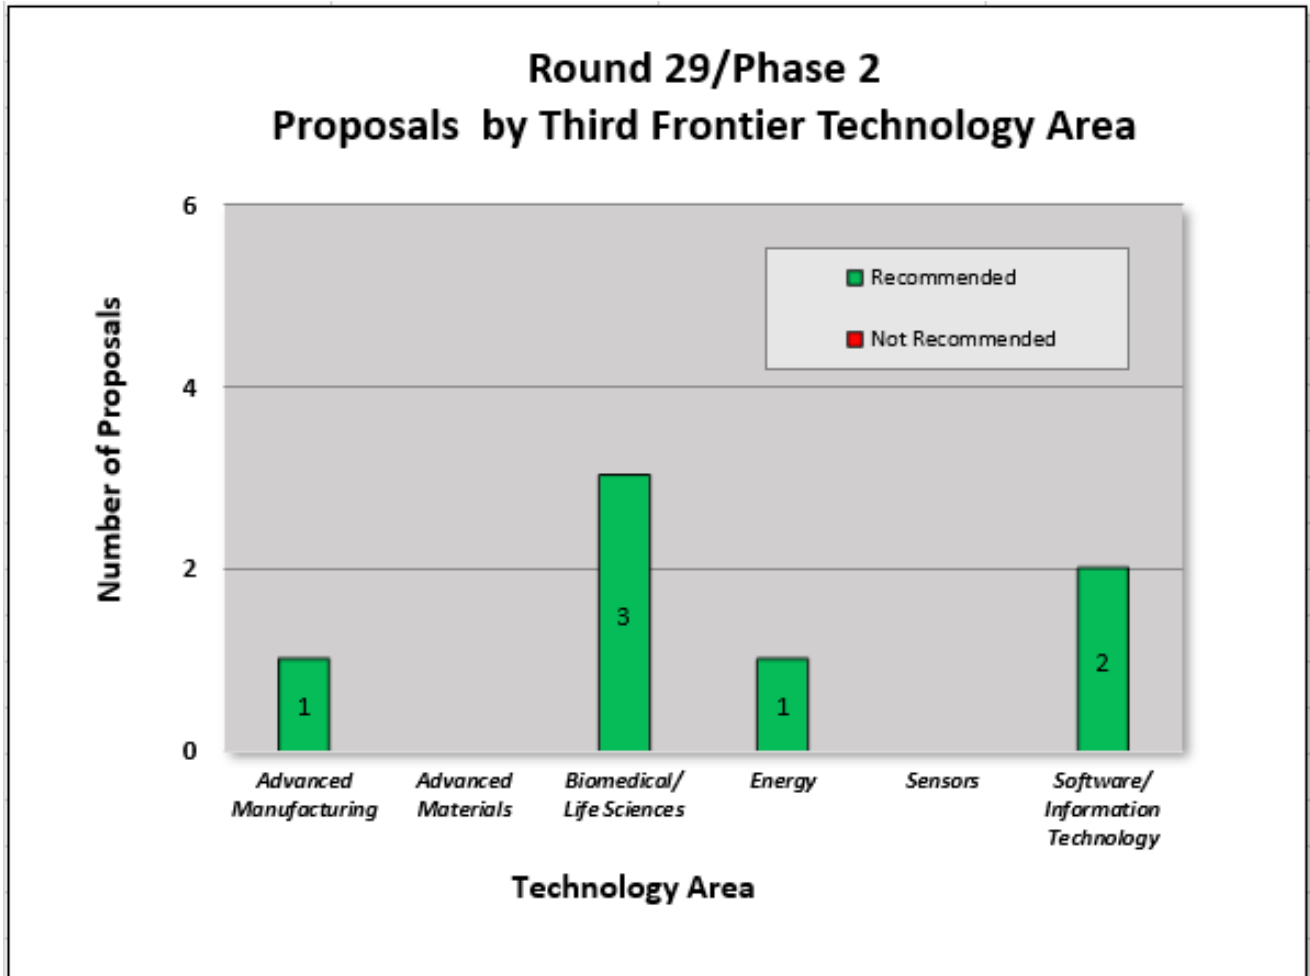 Round 29/Phase 2
Proposals  by Third Frontier Technology Area
Number of Proposals
6
4
2
0
Recommended
Not Recommended
1
3
1
2
Advanced
Manufacturing
Advanced
Materials
Biomedical/
Life Sciences
Energy
Sensors
Software/
Information
Technology
Technology Area